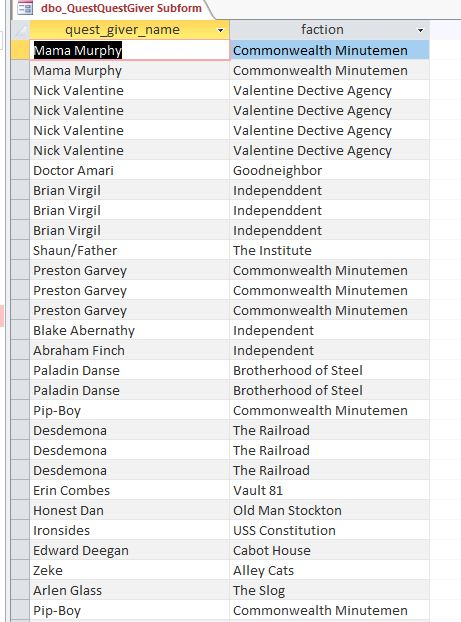 dbo_QuestQuestGiver Subform
quest_giver_name faction
Mama Murphy Commonwealth Minutemen
Mama Murphy Commonwealth Minutemen
Nick Valentine Valentine Dective Agency
Nick Valentine Valentine Dective Agency
Nick Valentine Valentine Dective Agency
Nick Valentine Valentine Dective Agency
Doctor Amari Goodneighbor
Brian Virgil Independdent
Brian Virgil Independdent
Brian Virgil Independdent
Shaun/Father The Institute
Preston Garvey Commonwealth Minutemen
Preston Garvey Commonwealth Minutemen
Preston Garvey Commonwealth Minutemen
Blake Abernathy Independent
Abraham Finch Independent
Paladin Danse Brotherhood of Steel
Paladin Danse Brotherhood of Steel
Pip-Boy Commonwealth Minutemen
Desdemona The Railroad
Desdemona The Railroad
Desdemona The Railroad
Erin Combes Vault 81
Honest Dan Old Man Stockton
Ironsides USS Constitution
Edward Deegan Cabot House
Zeke Alley Cats
Arlen Glass The Slog
Pip-Boy Commonwealth Minutemen